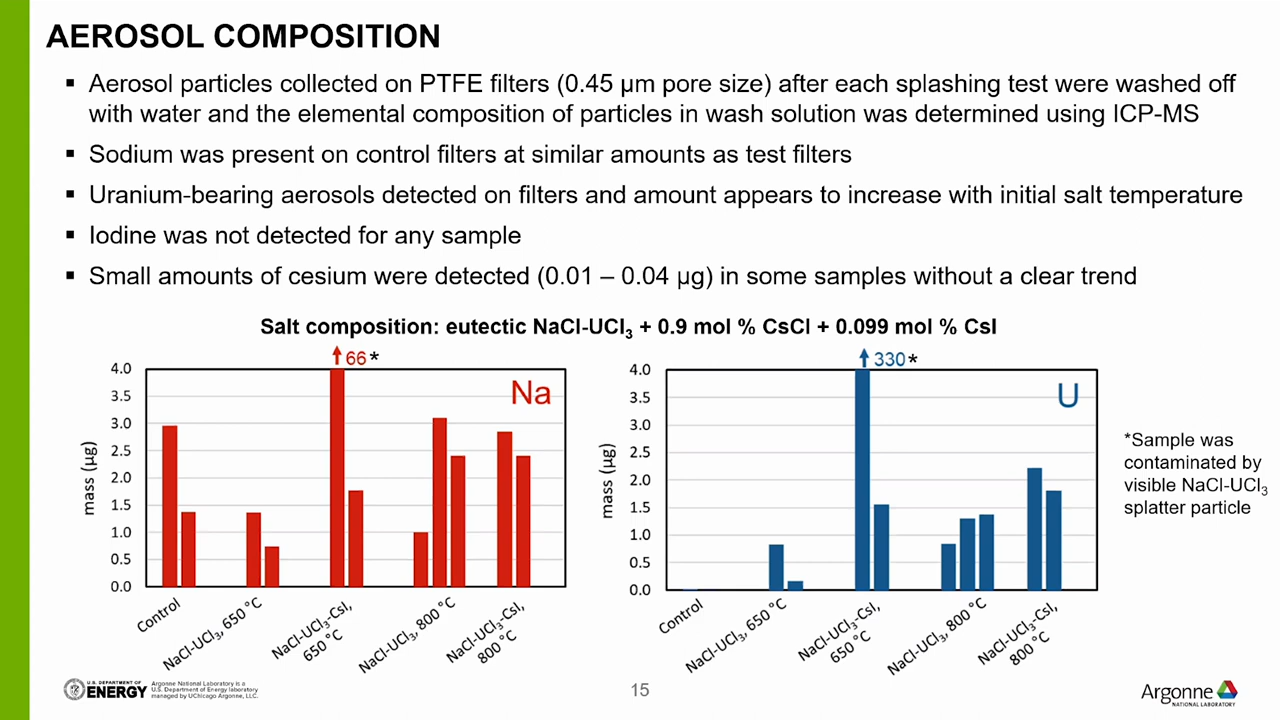 AEROSOL COMPOSITION
▪ Aerosol particles collected on PTFE filters (0.45 µm pore size) after each splashing test were washed off
with water and the elemental composition of particles in wash solution was determined using ICP-MS
▪ Sodium was present on control filters at similar amounts as test filters
▪ Uranium-bearing aerosols detected on filters and amount appears to increase with initial salt temperature
▪ Iodine was not detected for any sample
▪ Small amounts of cesium were detected (0.01 – 0.04 µg) in some samples without a clear trend
Salt composition: eutectic NaCl-UCl₃ + 0.9 mol % CsCl + 0.099 mol % CsI
66*
Na
mass (µg)
4.0
3.5
3.0
2.5
2.0
1.5
1.0
0.5
0.0
Control
NaCl-UCl₃, 650 °C
NaCl-UCl₃-CsI,
650 °C
NaCl-UCl₃, 800 °C
NaCl-UCl₃-CsI,
800 °C
330*
U
mass (µg)
4.0
3.5
3.0
2.5
2.0
1.5
1.0
0.5
0.0
Control
NaCl-UCl₃, 650 °C
NaCl-UCl₃-CsI,
650 °C
NaCl-UCl₃, 800 °C
NaCl-UCl₃-CsI,
800 °C
*Sample was
contaminated by
visible NaCl-UCl₃
splatter particle
U.S. DEPARTMENT OF
ENERGY
Argonne National Laboratory is a
U.S. Department of Energy laboratory
managed by UChicago Argonne, LLC.
15
Argonne
NATIONAL LABORATORY